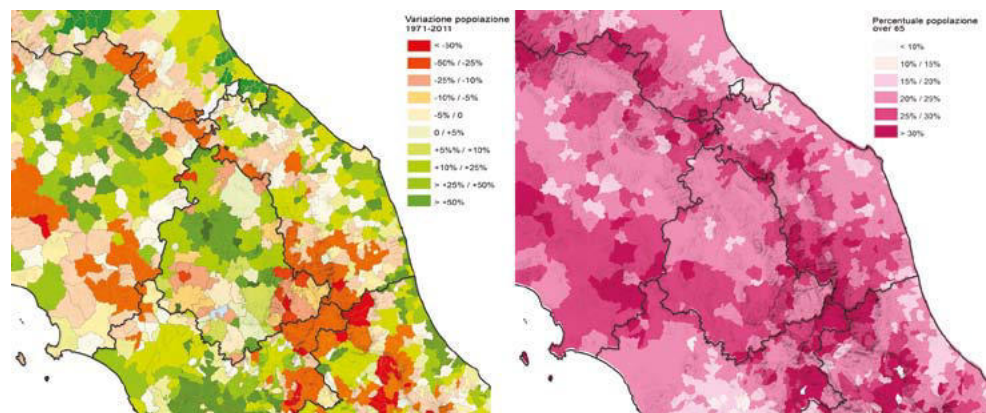 Variazione popolazione
1971-2011
< -50%
-50% / -25%
-25% / -10%
-10% / -5%
-5% / 0
0 / +5%
+5%% / +10%
+10% / +25%
> +25% / +50%
> +50%
Percentuale popolazione
over 65
< 10%
10% / 15%
15% / 20%
20% / 25%
25% / 30%
> 30%